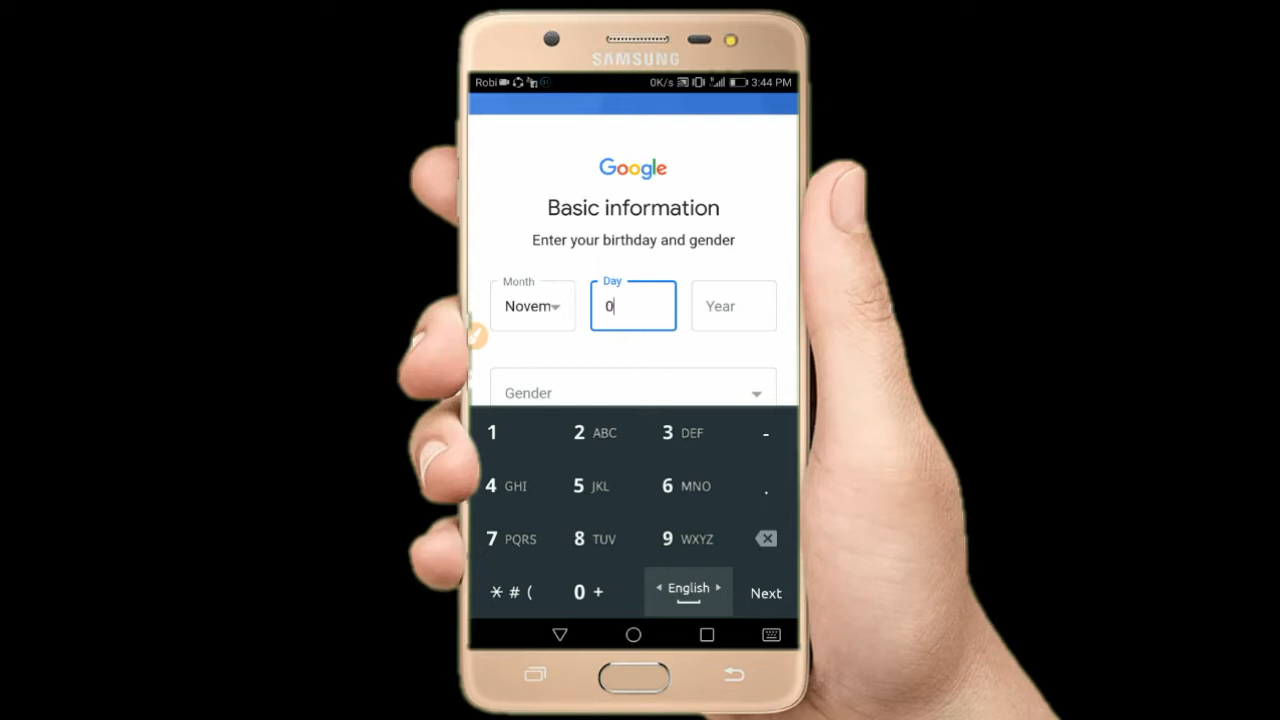 SAMSUNG
Robi 0K/s 3:44 PM
Google
Basic information
Enter your birthday and gender
Month Day
Novem 0 Year
Gender
1 2 ABC 3 DEF -
4 GHI 5 JKL 6 MNO .
7 PQRS 8 TUV 9 WXYZ
* # ( 0 + English Next